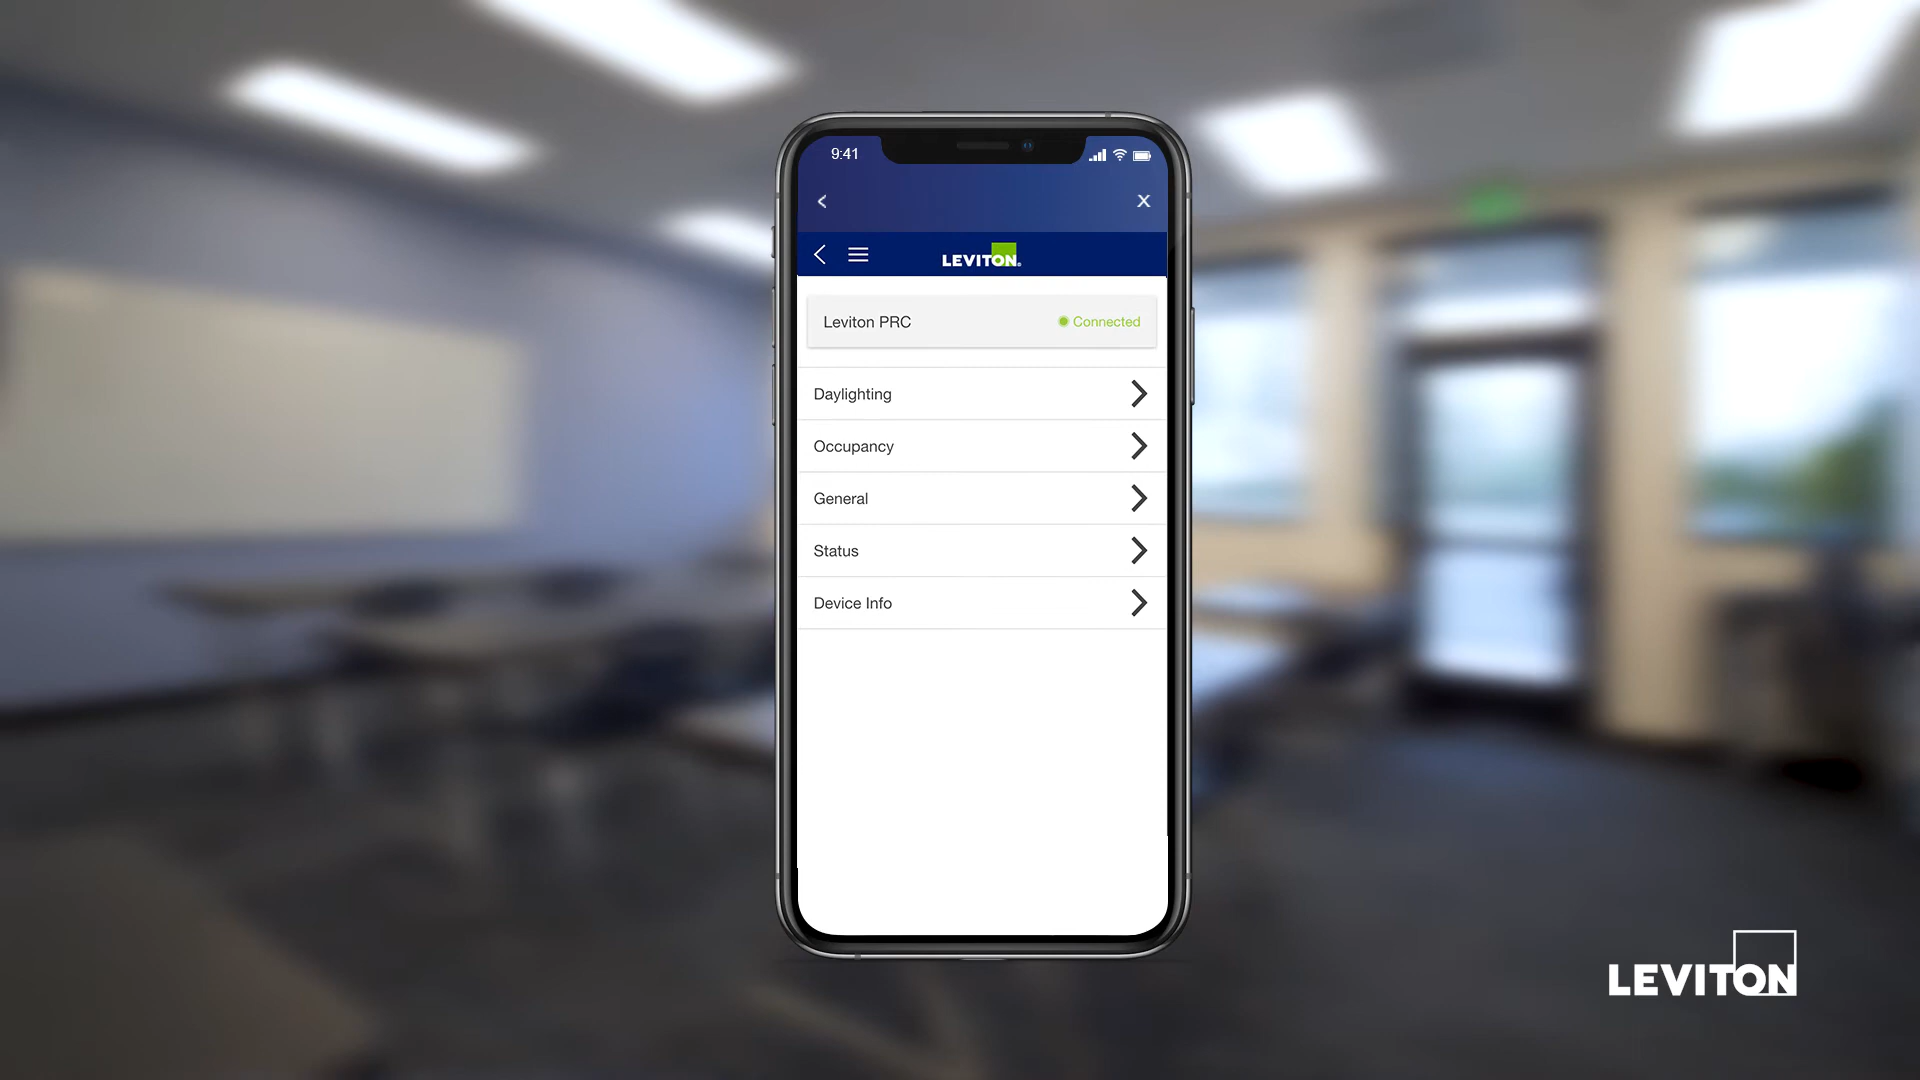 9:41
X
LEVITON.
Leviton PRC
Connected
Daylighting
Occupancy
General
Status
Device Info
LEVITON